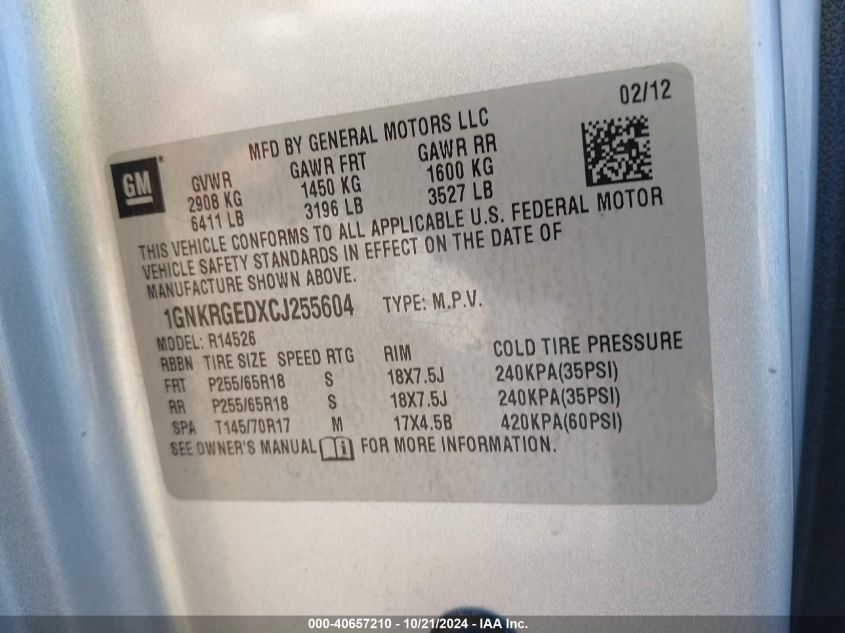 02/12
MFD BY GENERAL MOTORS LLC
GM®
GVWR GAWR FRT GAWR RR
2908 KG 1450 KG 1600 KG
6411 LB 3196 LB 3527 LB
THIS VEHICLE CONFORMS TO ALL APPLICABLE U.S. FEDERAL MOTOR
VEHICLE SAFETY STANDARDS IN EFFECT ON THE DATE OF
MANUFACTURE SHOWN ABOVE.
1GNKRGEDXCJ255604 TYPE: M.P.V.
MODEL: R14526
RBBN TIRE SIZE SPEED RTG RIM COLD TIRE PRESSURE
FRT P255/65R18 S 18X7.5J 240KPA(35PSI)
RR P255/65R18 S 18X7.5J 240KPA(35PSI)
SPA T145/70R17 M 17X4.5B 420KPA(60PSI)
SEE OWNER'S MANUAL FOR MORE INFORMATION.
000-40657210 - 10/21/2024 - IAA Inc.